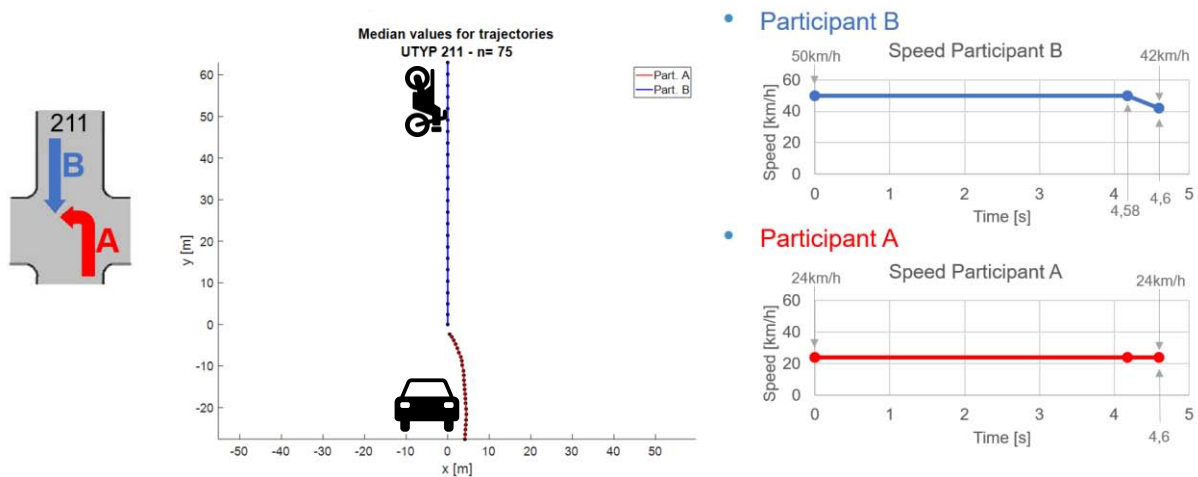 211
B
A
Median values for trajectories
UTYP 211 - n= 75
Part. A
Part. B
60
50
40
30
20
10
0
-10
-20
y [m]
-50 -40 -30 -20 -10 0 10 20 30 40 50
x [m]
• Participant B
Speed Participant B
50km/h
42km/h
60
40
20
0
Speed [km/h]
0 1 2 3 4 5
4,58
4,6
Time [s]
• Participant A
Speed Participant A
24km/h
24km/h
60
40
20
0
Speed [km/h]
0 1 2 3 4 5
4,6
Time [s]